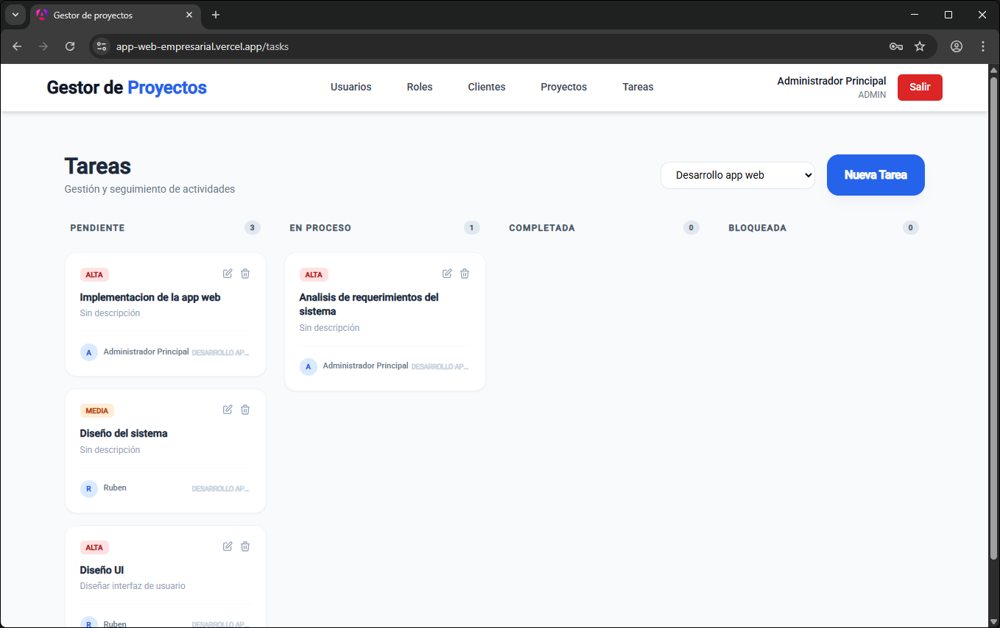 Gestor de proyectos
app-web-empresarial.vercel.app/tasks
Gestor de Proyectos
Usuarios
Roles
Clientes
Proyectos
Tareas
Administrador Principal
ADMIN
Salir
Tareas
Gestión y seguimiento de actividades
Desarrollo app web
Nueva Tarea
PENDIENTE
3
ALTA
Implementacion de la app web
Sin descripción
A
Administrador Principal
DESARROLLO AP...
MEDIA
Diseño del sistema
Sin descripción
R
Ruben
DESARROLLO AP...
ALTA
Diseño UI
Diseñar interfaz de usuario
R
Ruben
DESARROLLO AP...
EN PROCESO
1
ALTA
Analisis de requerimientos del
sistema
Sin descripción
A
Administrador Principal
DESARROLLO AP...
COMPLETADA
0
BLOQUEADA
0